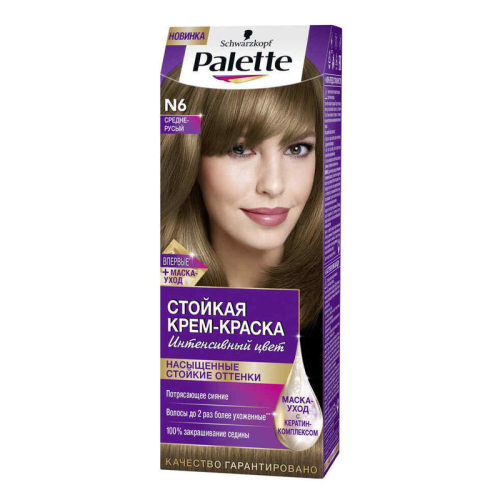 НОВИНКА
Schwarzkopf
Palette
N6
СРЕДНЕ-
РУСЫЙ
ВПЕРВЫЕ*
+ МАСКА-
УХОД
СТОЙКАЯ
КРЕМ-КРАСКА
Интенсивный цвет
НАСЫЩЕННЫЕ
СТОЙКИЕ ОТТЕНКИ
Потрясающее сияние
Волосы до 2 раз более ухоженные**
100% закрашивание седины
МАСКА-
УХОД
С
КЕРАТИН-
КОМПЛЕКСОМ
КАЧЕСТВО ГАРАНТИРОВАНО